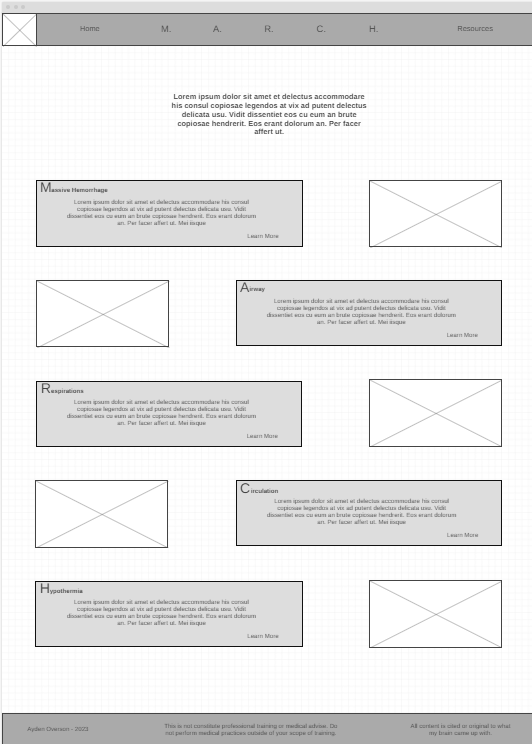 Home M. A. R. C. H. Resources
Lorem ipsum dolor sit amet et delectus accommodare
his consul copiosae legendos at vix ad putent delectus
delicata usu. Vidit dissentiet eos cu eum an brute
copiosae hendrerit. Eos erant dolorum an. Per facer
affert ut.
Massive Hemorrhage
Lorem ipsum dolor sit amet et delectus accommodare his consul
copiosae legendos at vix ad putent delectus delicata usu. Vidit
dissentiet eos cu eum an brute copiosae hendrerit. Eos erant dolorum
an. Per facer affert ut. Mei iisque
Learn More
Airway
Lorem ipsum dolor sit amet et delectus accommodare his consul
copiosae legendos at vix ad putent delectus delicata usu. Vidit
dissentiet eos cu eum an brute copiosae hendrerit. Eos erant dolorum
an. Per facer affert ut. Mei iisque
Learn More
Respirations
Lorem ipsum dolor sit amet et delectus accommodare his consul
copiosae legendos at vix ad putent delectus delicata usu. Vidit
dissentiet eos cu eum an brute copiosae hendrerit. Eos erant dolorum
an. Per facer affert ut. Mei iisque
Learn More
Circulation
Lorem ipsum dolor sit amet et delectus accommodare his consul
copiosae legendos at vix ad putent delectus delicata usu. Vidit
dissentiet eos cu eum an brute copiosae hendrerit. Eos erant dolorum
an. Per facer affert ut. Mei iisque
Learn More
Hypothermia
Lorem ipsum dolor sit amet et delectus accommodare his consul
copiosae legendos at vix ad putent delectus delicata usu. Vidit
dissentiet eos cu eum an brute copiosae hendrerit. Eos erant dolorum
an. Per facer affert ut. Mei iisque
Learn More
Ayden Overson - 2023
This is not constitute professional training or medical advise. Do
not perform medical practices outside of your scope of training.
All content is cited or original to what
my brain came up with.